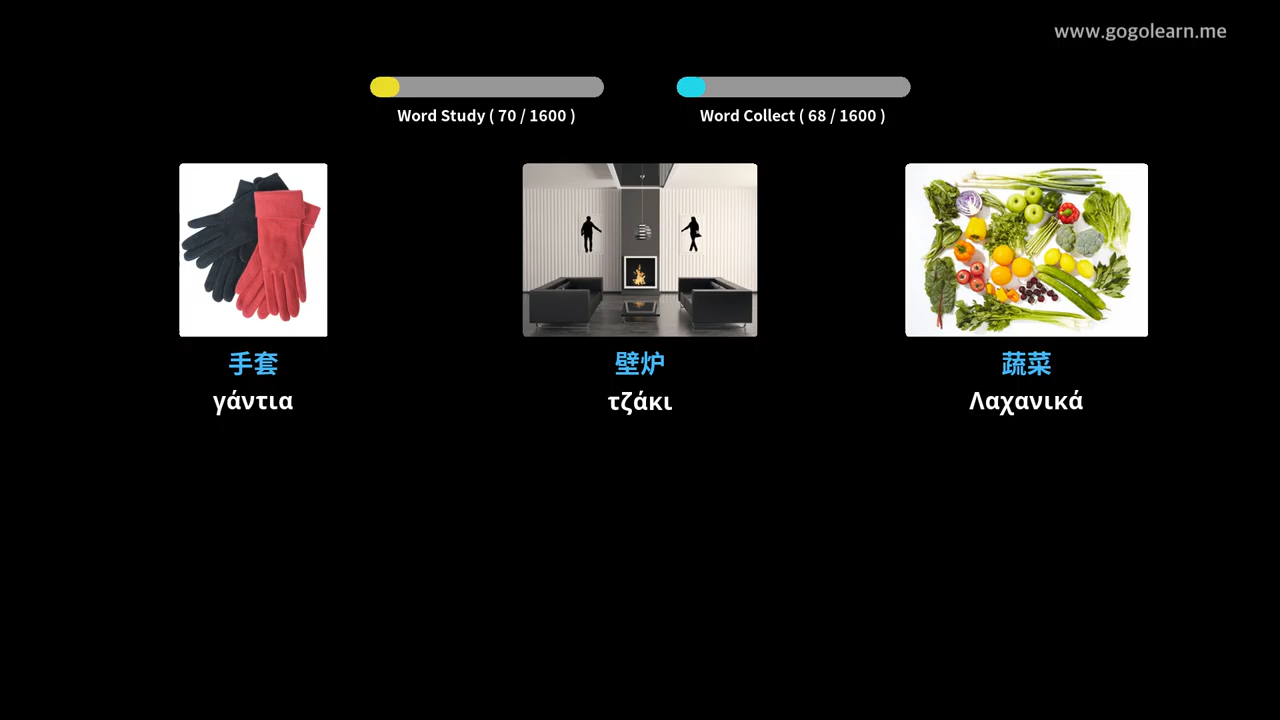 www.gogolearn.me
Word Study ( 70 / 1600 )
Word Collect ( 68 / 1600 )
手套
γάντια
壁炉
τζάκι
蔬菜
Λαχανικά